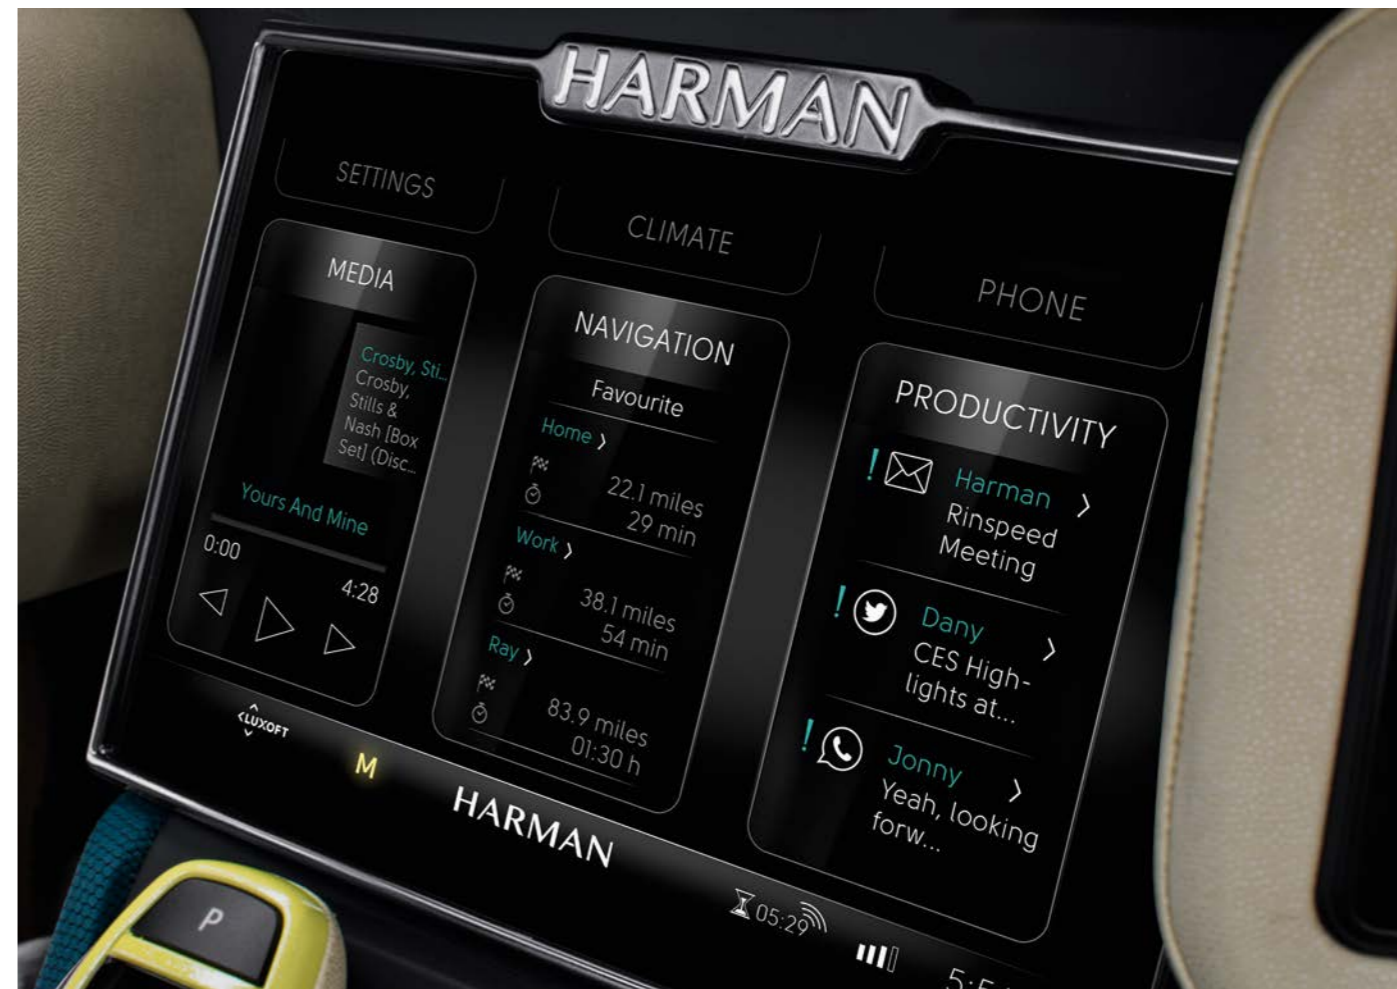 HARMAN
SETTINGS
CLIMATE
PHONE
MEDIA
Crosby, Sti...
Crosby,
Stills &
Nash [Box
Set] (Disc...
Yours And Mine
0:00
4:28
NAVIGATION
Favourite
Home >
22.1 miles
29 min
Work >
38.1 miles
54 min
Ray >
83.9 miles
01:30 h
PRODUCTIVITY
! Harman >
Rinspeed
Meeting
! Dany >
CES High-
lights at...
! Jonny >
Yeah, looking
forw...
<LUXOFT
M
HARMAN
05:29
P